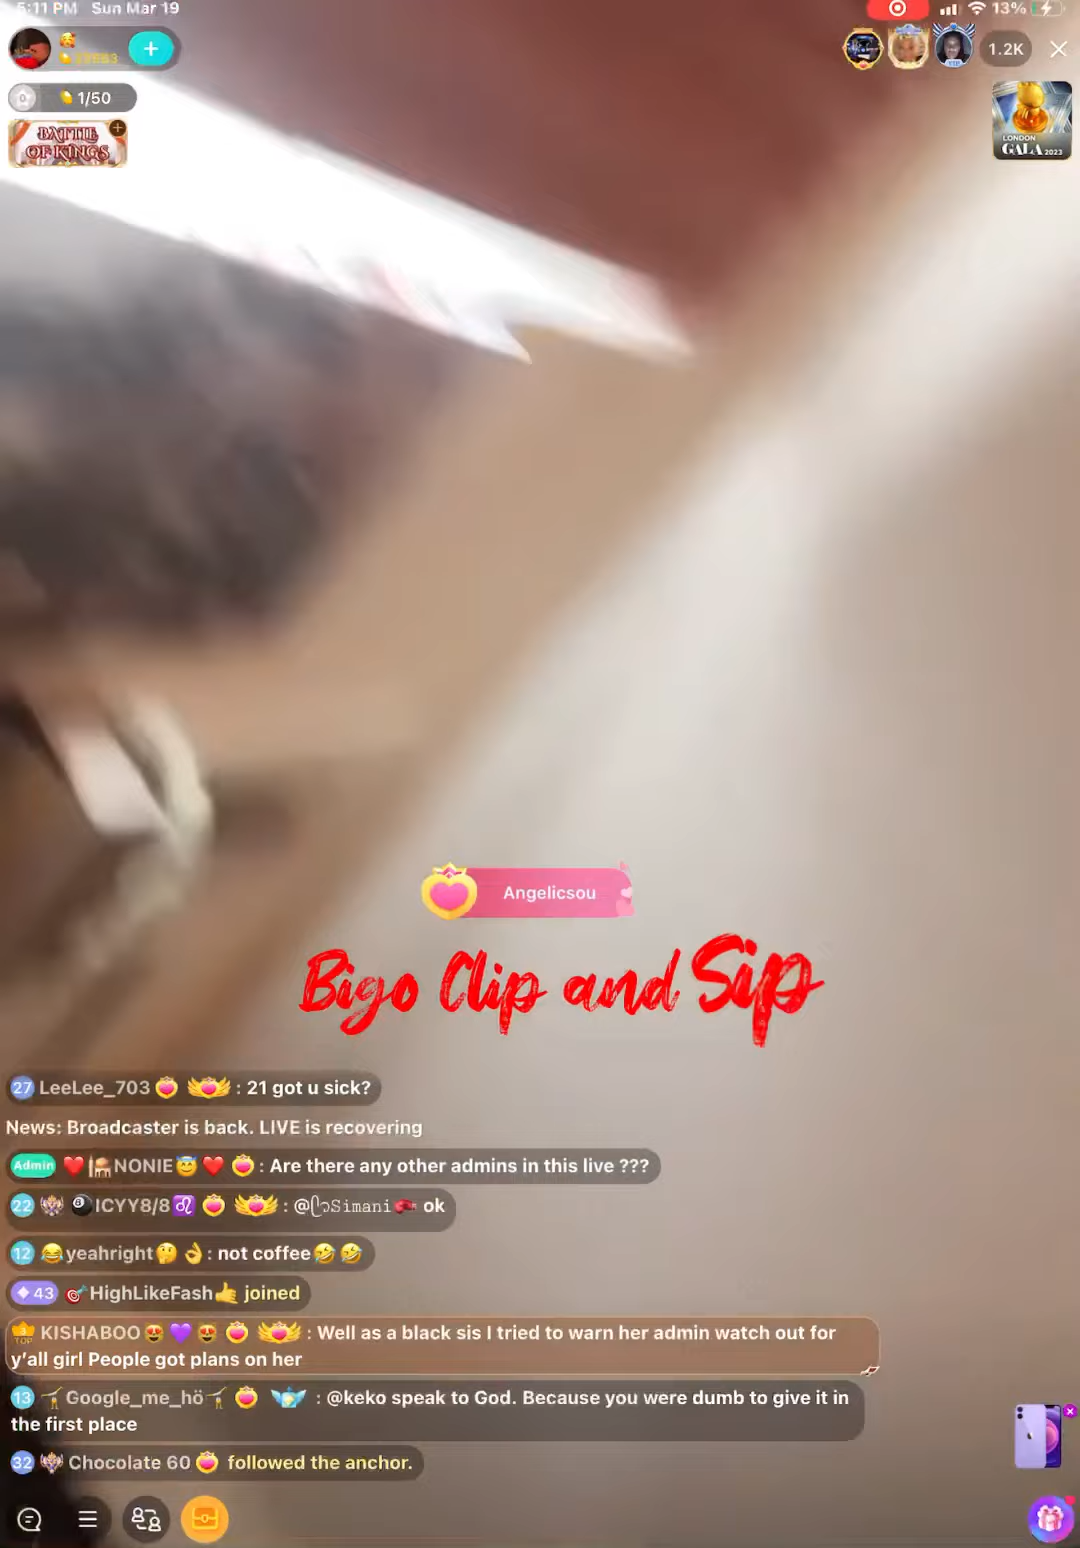 5:11 PM Sun Mar 19
13%
1.2K
0
1/50
BATTLE
OF KINGS
LONDON
GALA 2023
Angelicsou
Bigo Clip and Sip
27 LeeLee_703 : 21 got u sick?
News: Broadcaster is back. LIVE is recovering
Admin ❤️NONIE😇❤️ : Are there any other admins in this live ???
22 🎱ICYY8/8♌ : @Simani ok
12 😂yeahright🤔👌: not coffee🤣🤣
43 🎯HighLikeFash🤙 joined
3 TOP KISHABOO😻💜😻 : Well as a black sis I tried to warn her admin watch out for
y'all girl People got plans on her
13 Google_me_hö : @keko speak to God. Because you were dumb to give it in
the first place
32 Chocolate 60 followed the anchor.